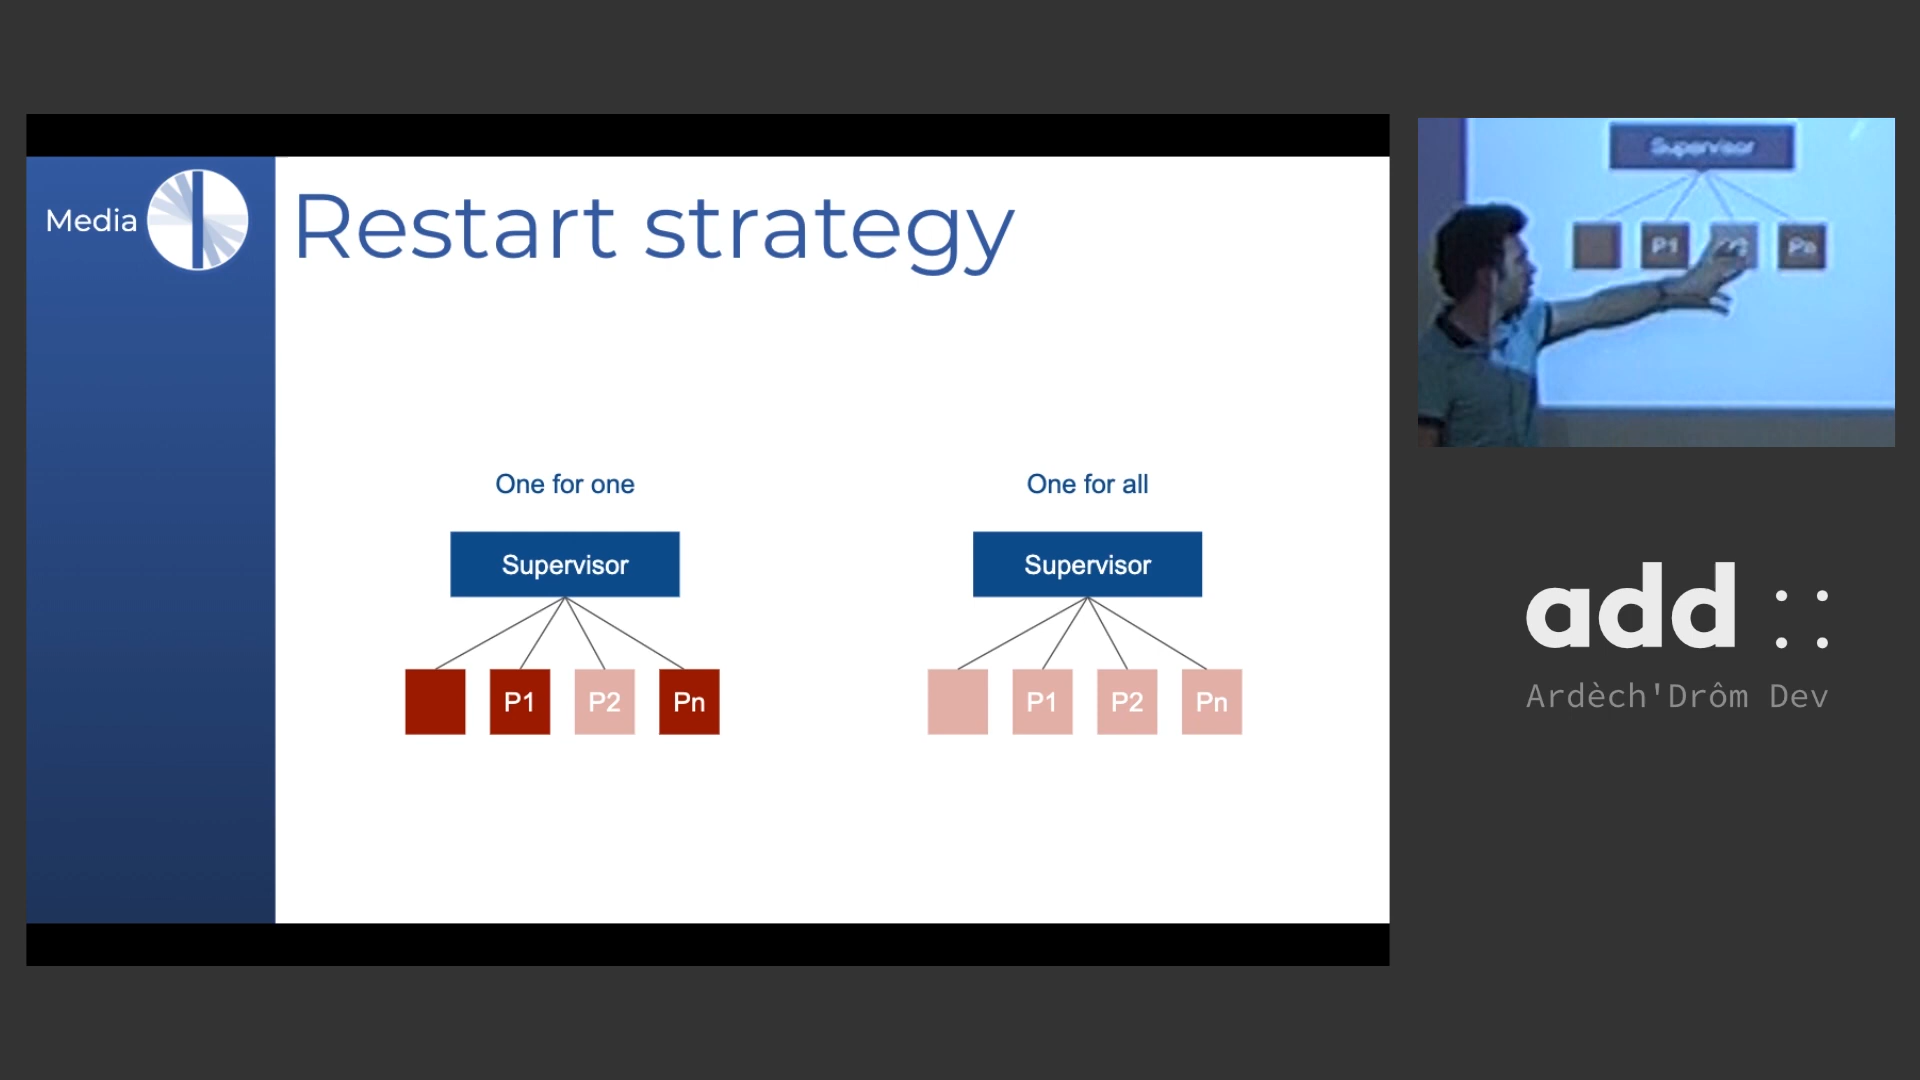 Media
Restart strategy
One for one
Supervisor
P1 P2 Pn
One for all
Supervisor
P1 P2 Pn
Supervisor
P1 Pn
add ::
Ardèch'Drôm Dev